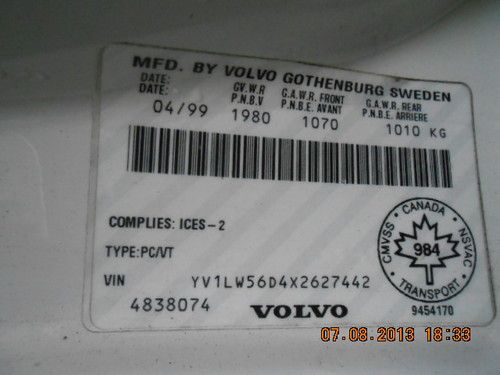 MFD. BY VOLVO GOTHENBURG SWEDEN
DATE: GV.W.R G.A.W.R. FRONT G.A.W.R. REAR
DATE: P.N.B.V P.N.B.E. AVANT P.N.B.E. ARRIERE
04/99 1980 1070 1010 KG
COMPLIES: ICES-2
TYPE:PC/VT
VIN YV1LW56D4X2627442
4838074 VOLVO
CANADA
CMVSS NSVAC
984
TRANSPORT
9454170
07.08.2013 18:33